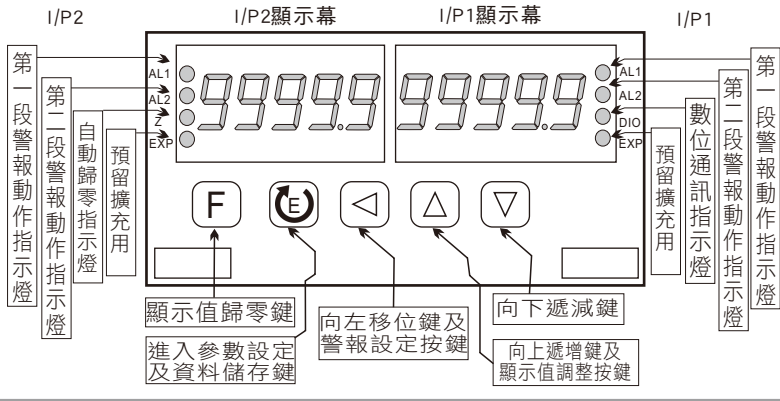 I/P2
I/P2顯示幕
I/P1顯示幕
I/P1
第一段警報動作指示燈
第二段警報動作指示燈
自動歸零指示燈
預留擴充用
AL1
AL2
Z
EXP
9999.9
9999.9
AL1
AL2
DIO
EXP
預留擴充用
數位通訊指示燈
第二段警報動作指示燈
第一段警報動作指示燈
F
E
顯示值歸零鍵
進入參數設定
及資料儲存鍵
向左移位鍵及
警報設定按鍵
向下遞減鍵
向上遞增鍵及
顯示值調整按鍵